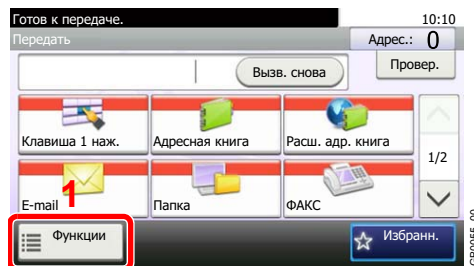 Готов к передаче.
10:10
Передать
Адрес.: 0
Вызв. снова
Провер.
Клавиша 1 наж.
Адресная книга
Расш. адр. книга
1/2
E-mail
1
Папка
ФАКС
Функции
Избранн.